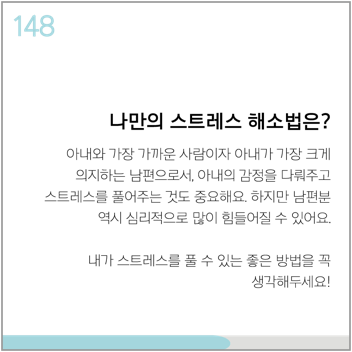 148
나만의 스트레스 해소법은?
아내와 가장 가까운 사람이자 아내가 가장 크게
의지하는 남편으로서, 아내의 감정을 다뤄주고
스트레스를 풀어주는 것도 중요해요. 하지만 남편분
역시 심리적으로 많이 힘들어질 수 있어요.
내가 스트레스를 풀 수 있는 좋은 방법을 꼭
생각해두세요!